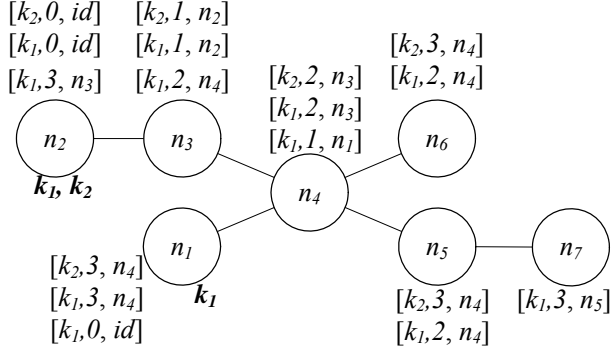 [k₂,0, id]
[k₁,0, id]
[k₁,3, n₃]
[k₂,1, n₂]
[k₁,1, n₂]
[k₁,2, n₄]
[k₂,2, n₃]
[k₁,2, n₃]
[k₁,1, n₁]
[k₂,3, n₄]
[k₁,2, n₄]
n₂
n₃
n₆
k₁, k₂
n₄
n₁
n₅
n₇
[k₂,3, n₄]
[k₁,3, n₄]
[k₁,0, id]
k₁
[k₂,3, n₄]
[k₁,2, n₄]
[k₁,3, n₅]